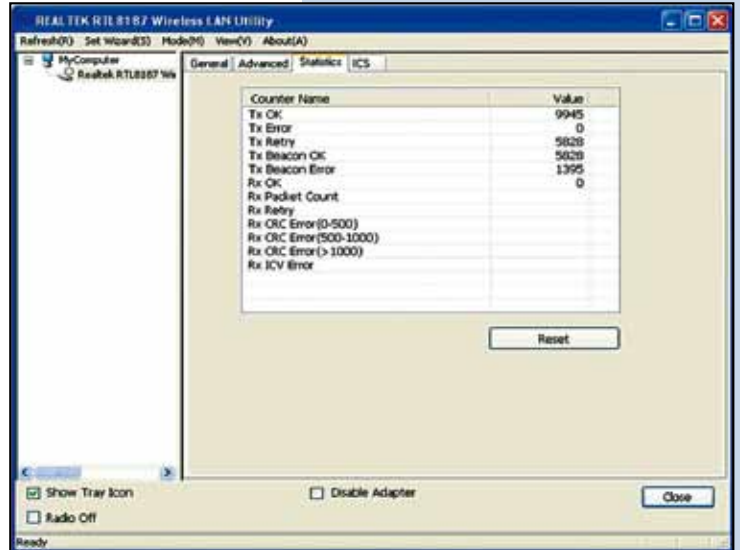 REALTEK RTL8187 Wireless LAN Utility
Refresh(R) Set Wizard(S) Mode(M) View(V) About(A)
MyComputer
Realtek RTL8187 Wir
General Advanced Statistics ICS
Counter Name Value
Tx OK 9945
Tx Error 0
Tx Retry 5828
Tx Beacon OK 5828
Tx Beacon Error 1395
Rx OK 0
Rx Packet Count
Rx Retry
Rx CRC Error(0-500)
Rx CRC Error(500-1000)
Rx CRC Error(>1000)
Rx ICV Error
Reset
Show Tray Icon
Disable Adapter
Close
Radio Off
Ready